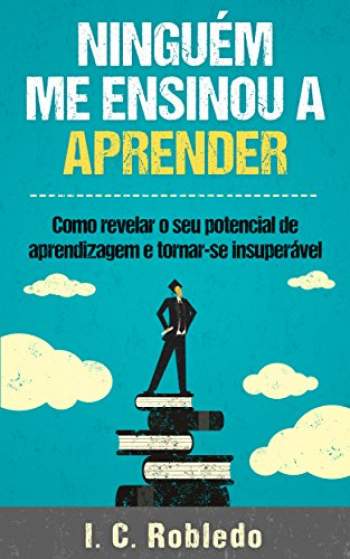 NINGUÉM
ME ENSINOU A
APRENDER
Como revelar o seu potencial de
aprendizagem e tornar-se insuperável
I. C. Robledo